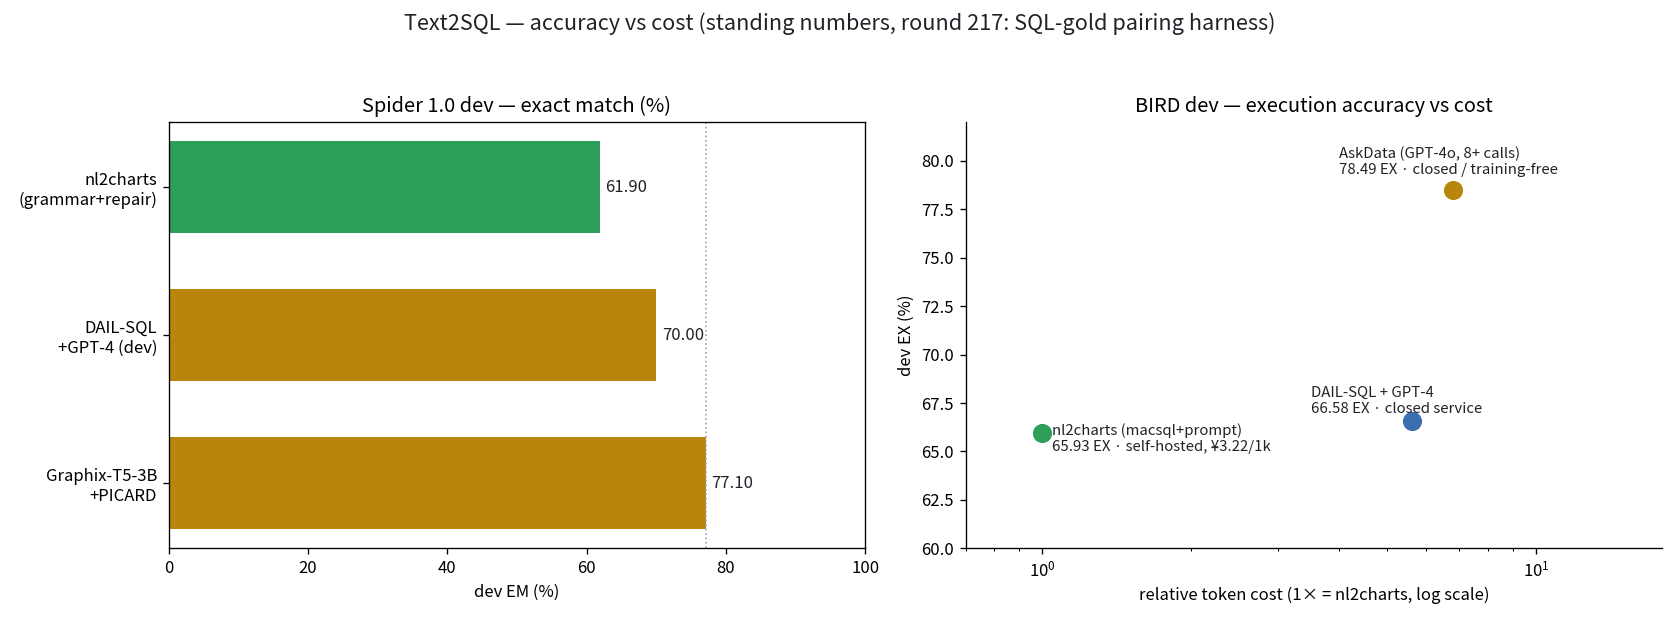 Text2SQL — accuracy vs cost (standing numbers, round 217: SQL-gold pairing harness)
Spider 1.0 dev — exact match (%)
nl2charts
(grammar+repair)
61.90
DAIL-SQL
+GPT-4 (dev)
70.00
Graphix-T5-3B
+PICARD
77.10
0 20 40 60 80 100
dev EM (%)
BIRD dev — execution accuracy vs cost
dev EX (%)
80.0
77.5
75.0
72.5
70.0
67.5
65.0
62.5
60.0
AskData (GPT-4o, 8+ calls)
78.49 EX · closed / training-free
DAIL-SQL + GPT-4
66.58 EX · closed service
nl2charts (macsql+prompt)
65.93 EX · self-hosted, ¥3.22/1k
10⁰ 10¹
relative token cost (1× = nl2charts, log scale)